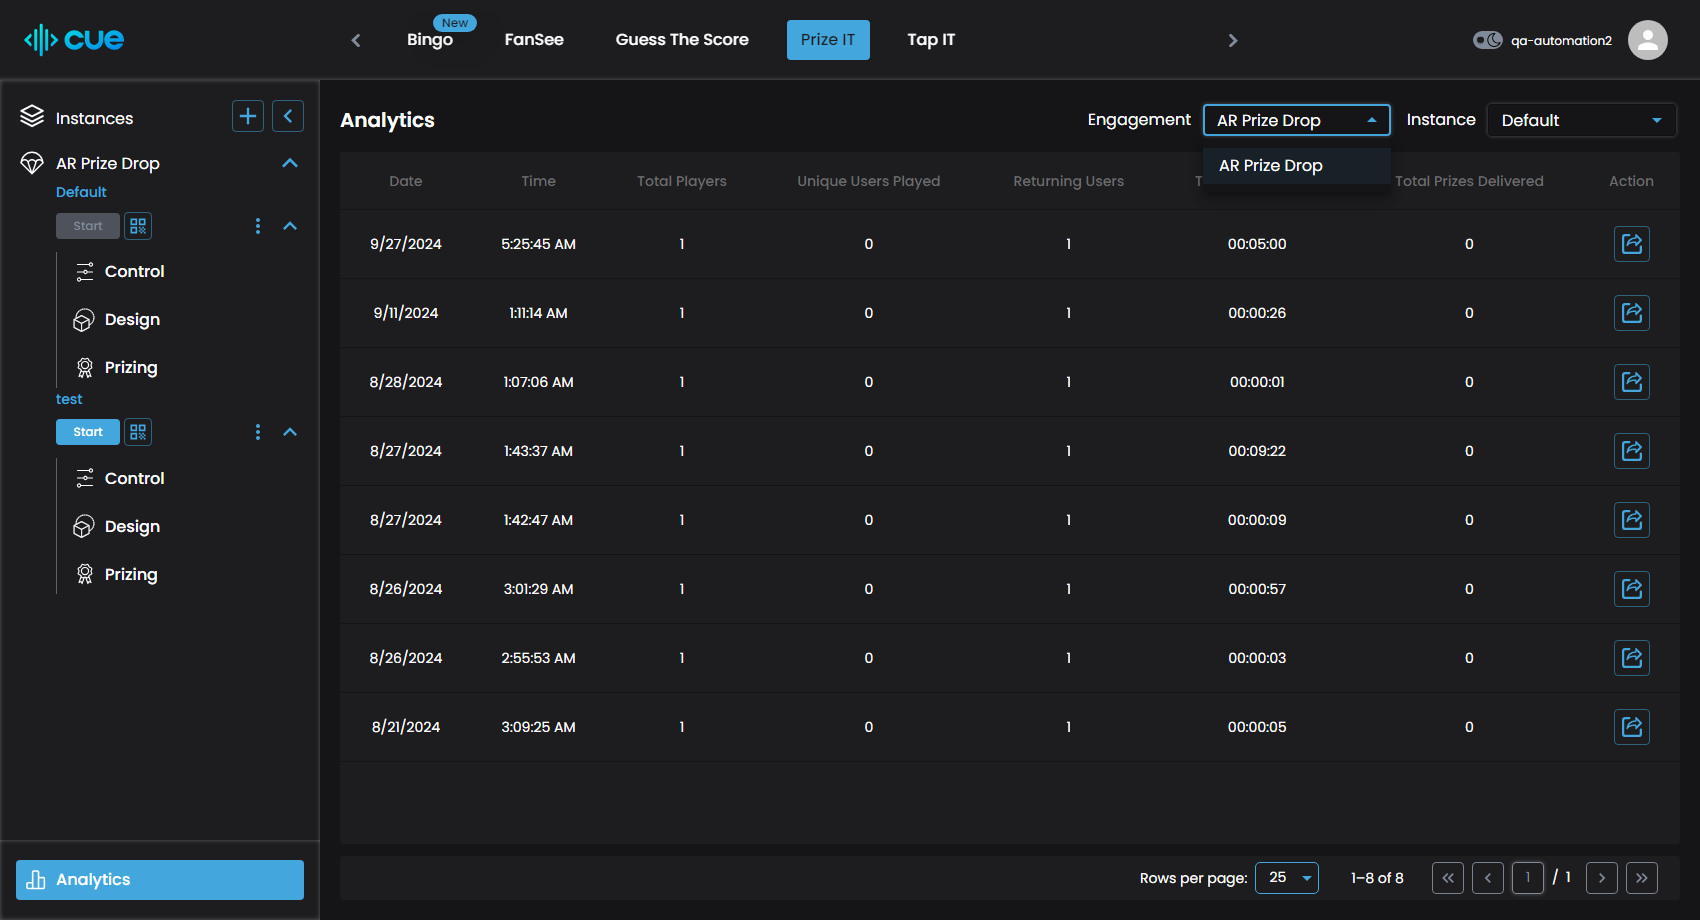 cue
New
Bingo FanSee Guess The Score Prize IT Tap IT
qa-automation2
Instances
AR Prize Drop
Default
Start
Control
Design
Prizing
test
Start
Control
Design
Prizing
Analytics
Analytics Engagement AR Prize Drop Instance Default
AR Prize Drop
Date Time Total Players Unique Users Played Returning Users Total Prizes Delivered Action
9/27/2024 5:25:45 AM 1 0 1 00:05:00 0
9/11/2024 1:11:14 AM 1 0 1 00:00:26 0
8/28/2024 1:07:06 AM 1 0 1 00:00:01 0
8/27/2024 1:43:37 AM 1 0 1 00:09:22 0
8/27/2024 1:42:47 AM 1 0 1 00:00:09 0
8/26/2024 3:01:29 AM 1 0 1 00:00:57 0
8/26/2024 2:55:53 AM 1 0 1 00:00:03 0
8/21/2024 3:09:25 AM 1 0 1 00:00:05 0
Rows per page: 25 1–8 of 8 1 / 1